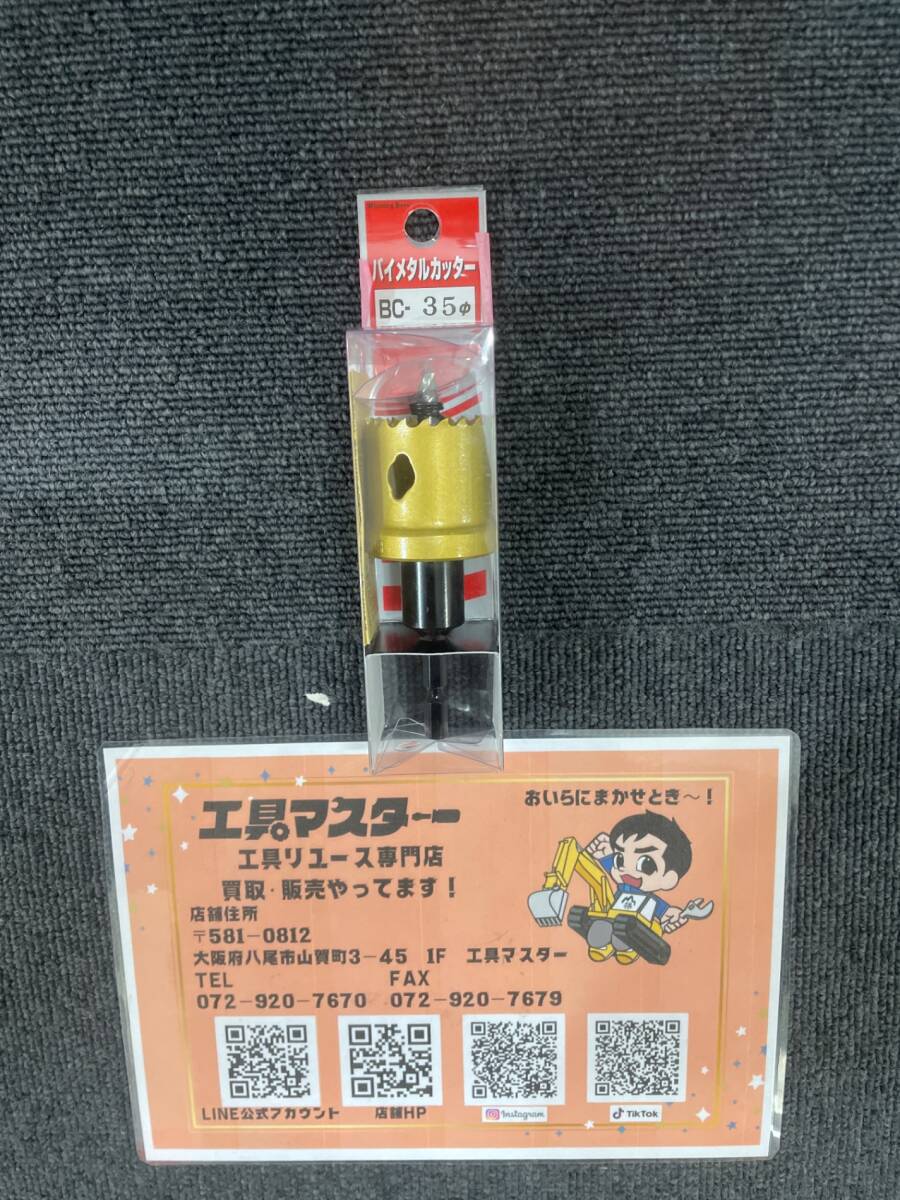 Winning Bore
バイメタルカッター
BC- 35φ
工具マスター
工具リユース専門店
買取・販売やってます!
おいらにまかせとき~!
店舗住所
〒581-0812
大阪府八尾市山賀町3-45 1F 工具マスター
TEL FAX
072-920-7670 072-920-7679
LINE公式アカウント 店舗HP Instagram TikTok